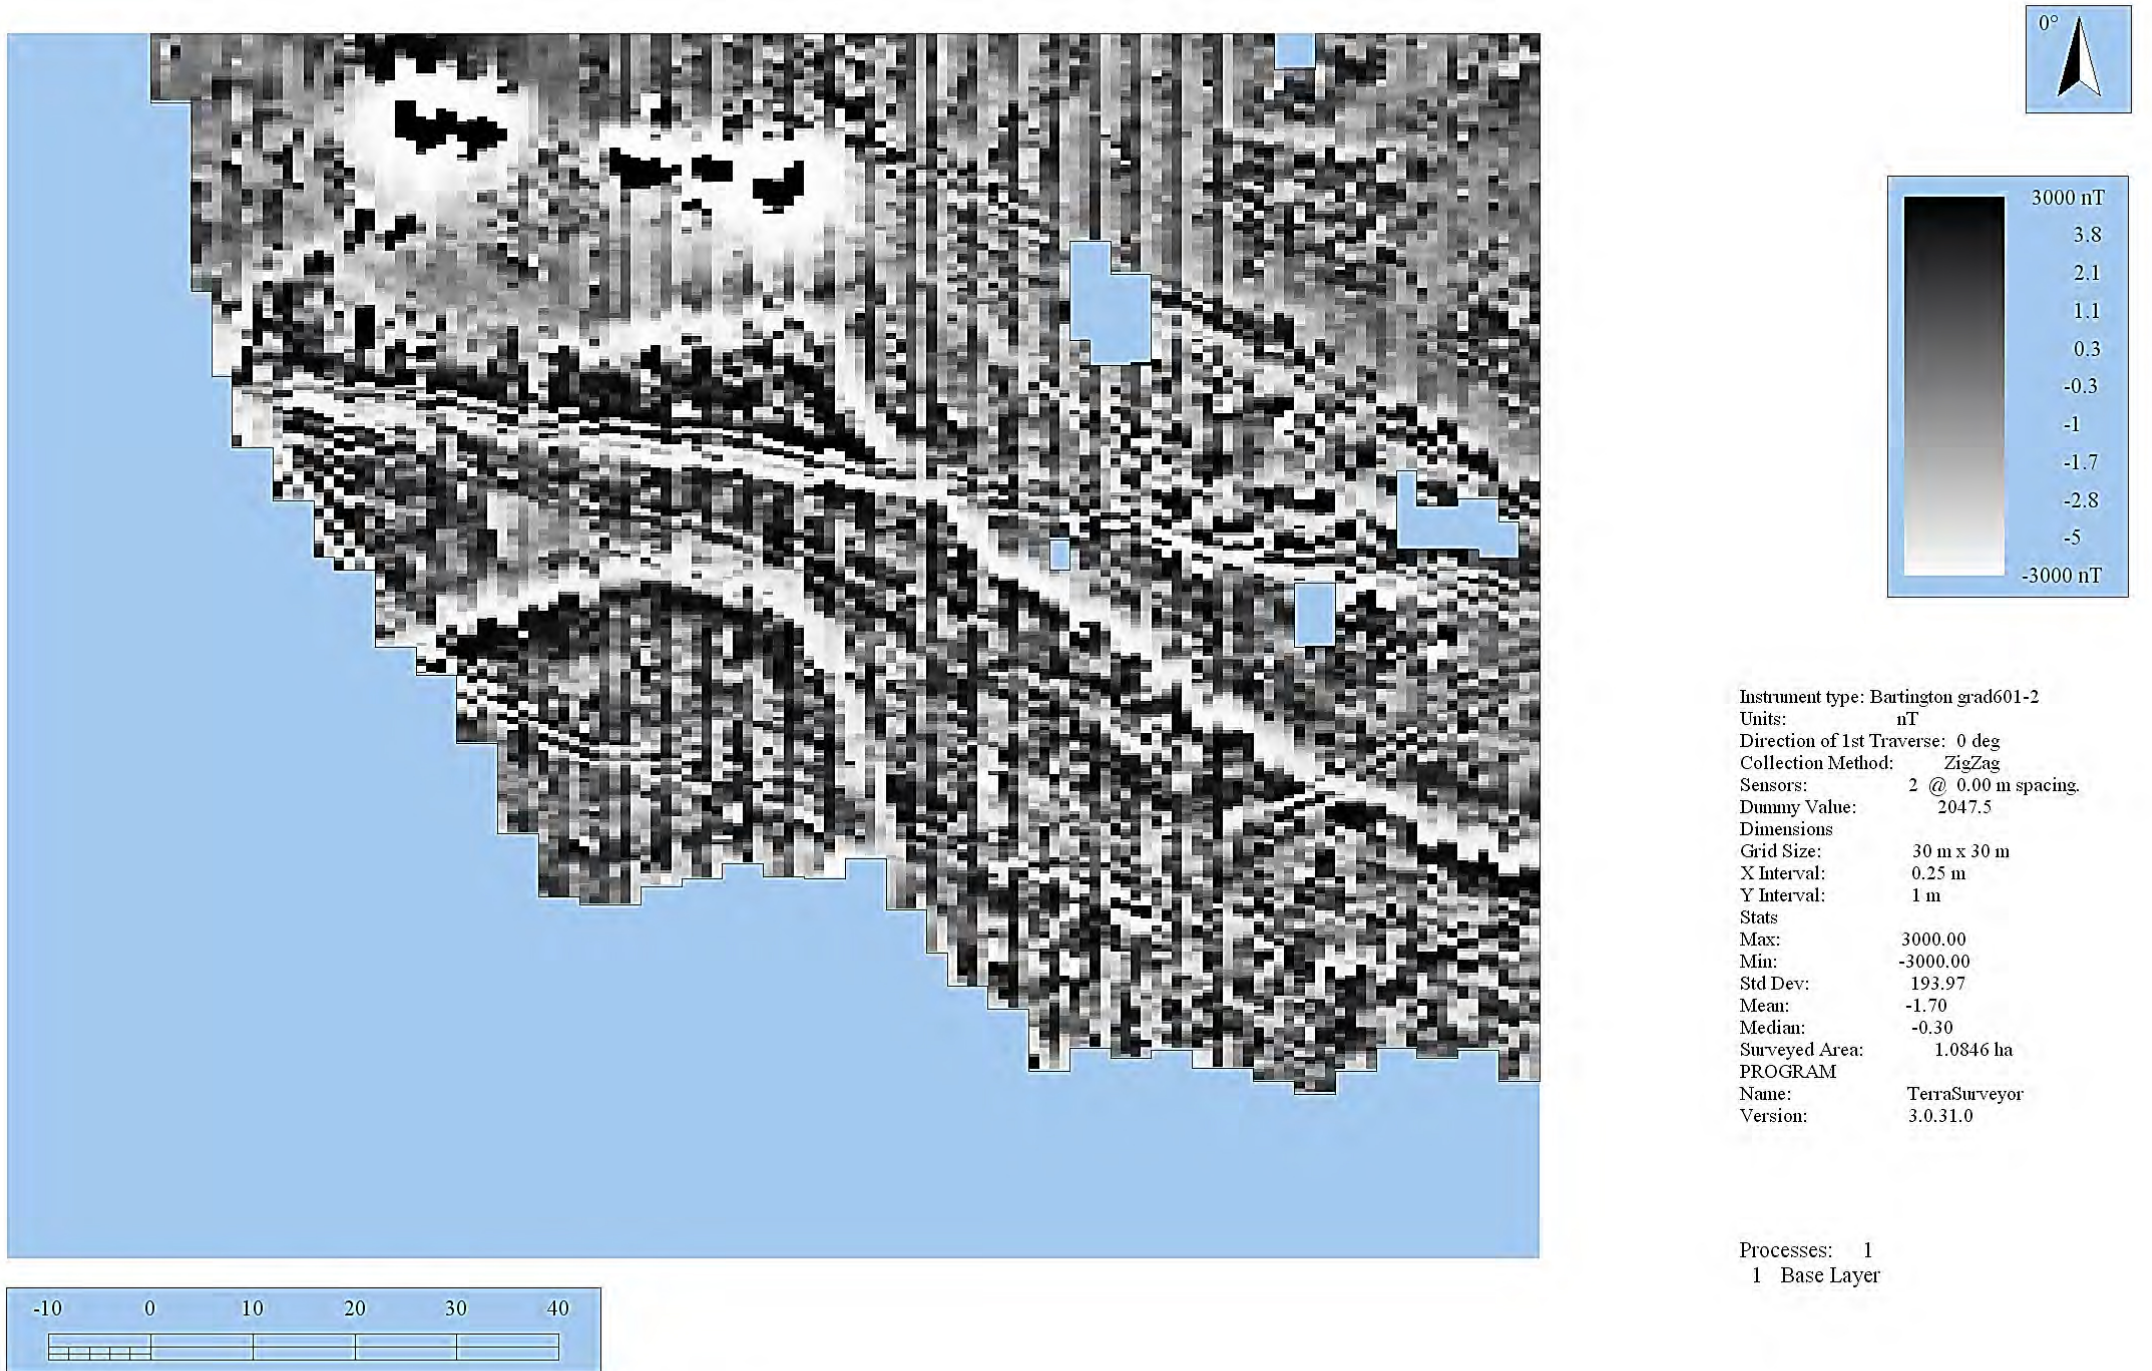 0°
3000 nT
3.8
2.1
1.1
0.3
-0.3
-1
-1.7
-2.8
-5
-3000 nT
Instrument type: Bartington grad601-2
Units: nT
Direction of 1st Traverse: 0 deg
Collection Method: ZigZag
Sensors: 2 @ 0.00 m spacing.
Dummy Value: 2047.5
Dimensions
Grid Size: 30 m x 30 m
X Interval: 0.25 m
Y Interval: 1 m
Stats
Max: 3000.00
Min: -3000.00
Std Dev: 193.97
Mean: -1.70
Median: -0.30
Surveyed Area: 1.0846 ha
PROGRAM
Name: TerraSurveyor
Version: 3.0.31.0
Processes: 1
1 Base Layer
-10 0 10 20 30 40